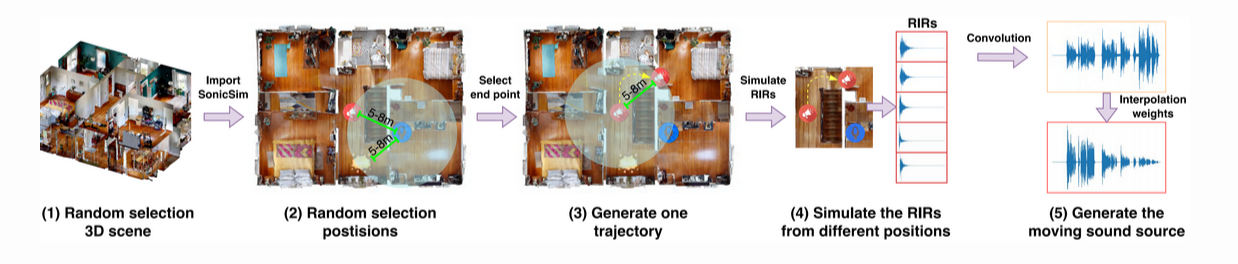 RIRs
Import
SonicSim
5-8m
5-8m
Select
end point
5-8m
Simulate
RIRs
Convolution
Interpolation
weights
(1) Random selection
3D scene
(2) Random selection
postisions
(3) Generate one
trajectory
(4) Simulate the RIRs
from different positions
(5) Generate the
moving sound source